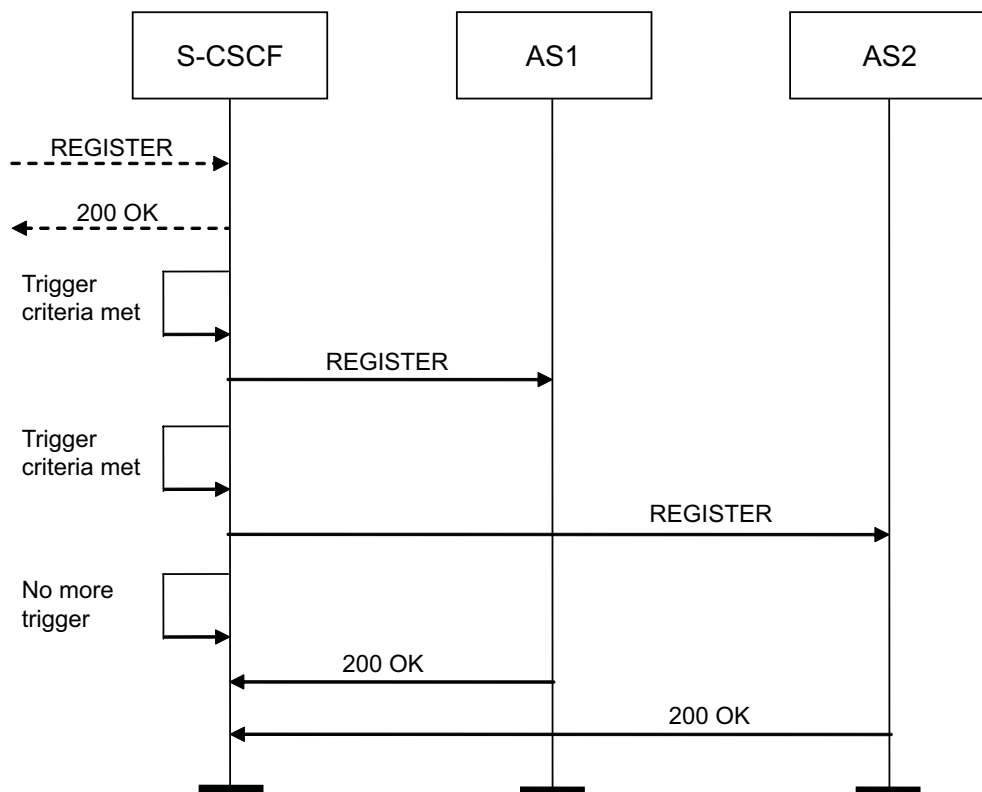 S-CSCF
AS1
AS2
REGISTER
200 OK
Trigger
criteria met
REGISTER
Trigger
criteria met
REGISTER
No more
trigger
200 OK
200 OK